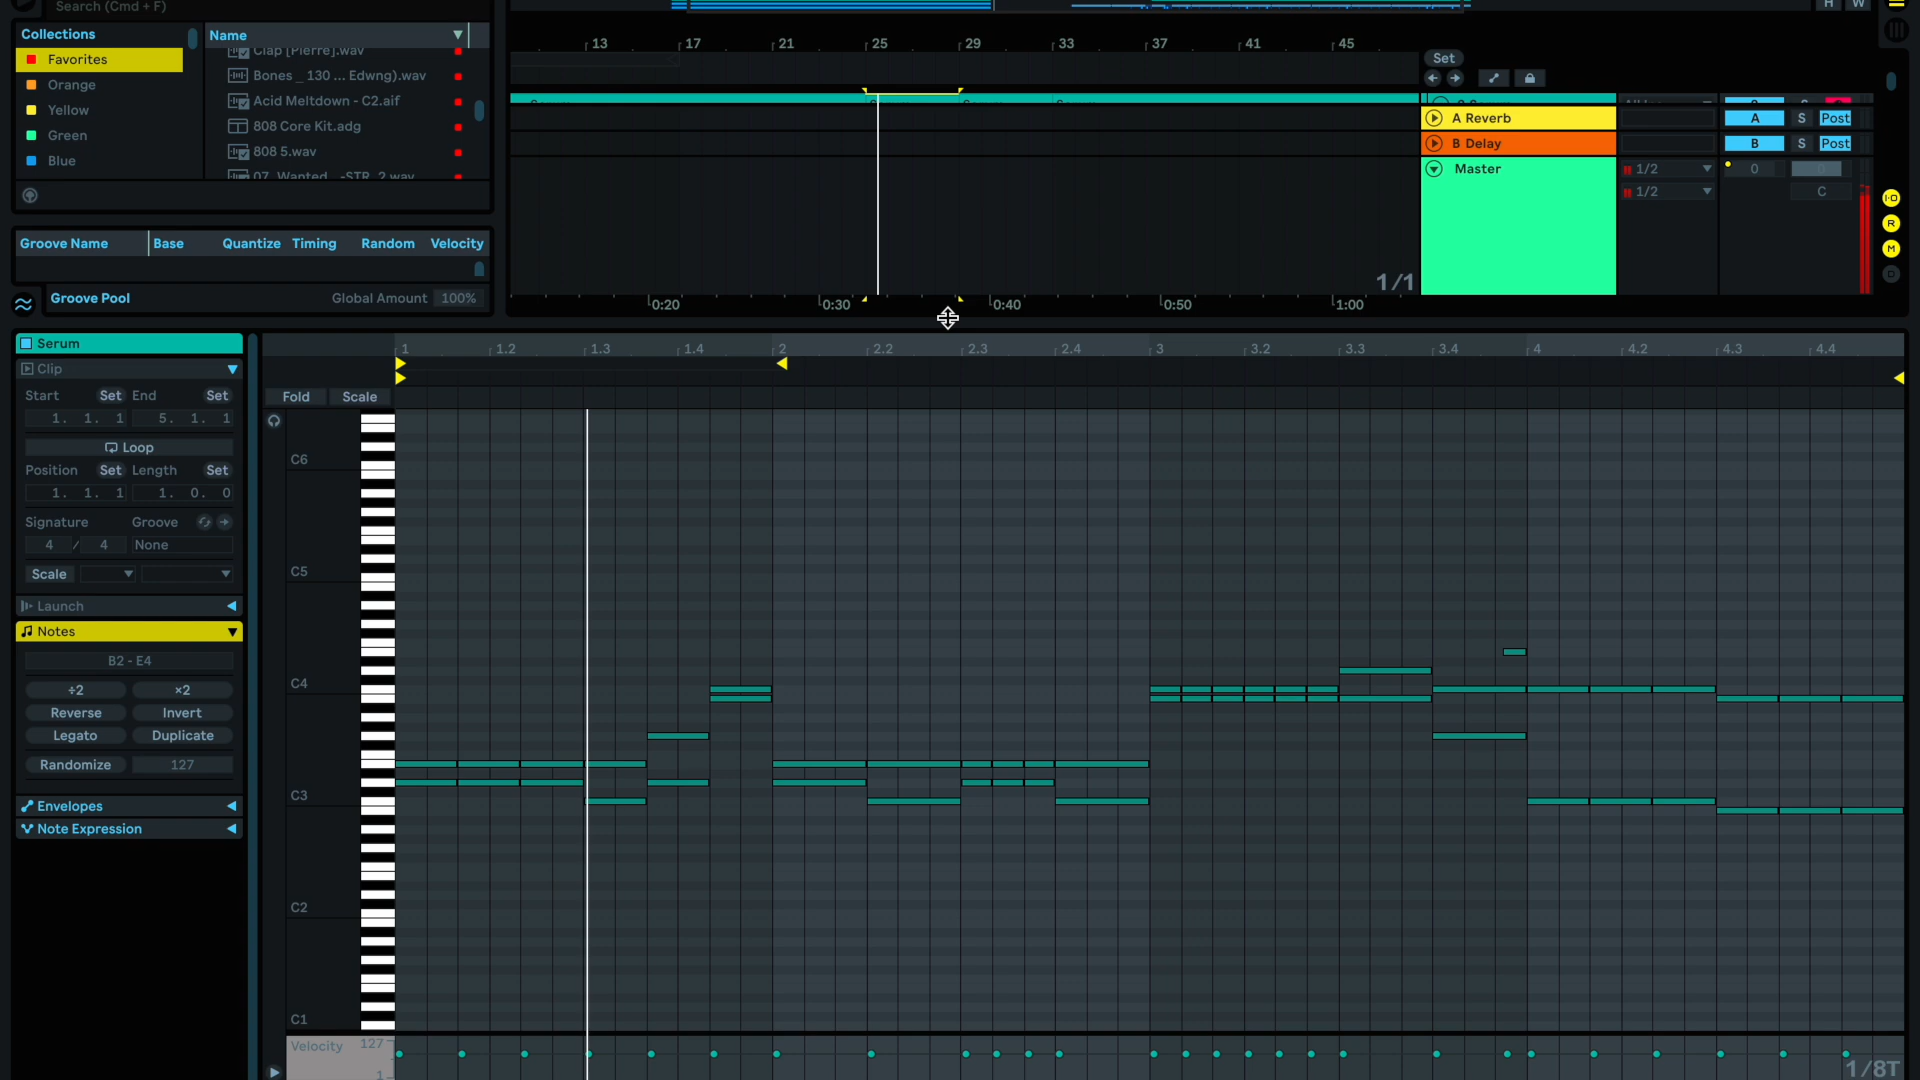 Search (Cmd + F)
H W
Collections
Name
Favorites
Orange
Yellow
Green
Blue
Clap [Pierre].wav
Bones _ 130 ... Edwng).wav
Acid Meltdown - C2.aif
808 Core Kit.adg
808 5.wav
07_Wanted_..-STR_2.wav
Groove Name Base Quantize Timing Random Velocity
Groove Pool Global Amount 100%
13 17 21 25 29 33 37 41 45
Set
Serum
A Reverb A S Post
B Delay B S Post
Master 1/2 0
1/2 C
I·O
R
M
D
1/1
0:20 0:30 0:40 0:50 1:00
Serum
Clip
Start Set End Set
1. 1. 1 5. 1. 1
Loop
Position Set Length Set
1. 1. 1 1. 0. 0
Signature Groove
4 / 4 None
Scale
Launch
Notes
B2 - E4
÷2 ×2
Reverse Invert
Legato Duplicate
Randomize 127
Envelopes
Note Expression
1 1.2 1.3 1.4 2 2.2 2.3 2.4 3 3.2 3.3 3.4 4 4.2 4.3 4.4
Fold Scale
C6
C5
C4
C3
C2
C1
Velocity 127
1
1/8T